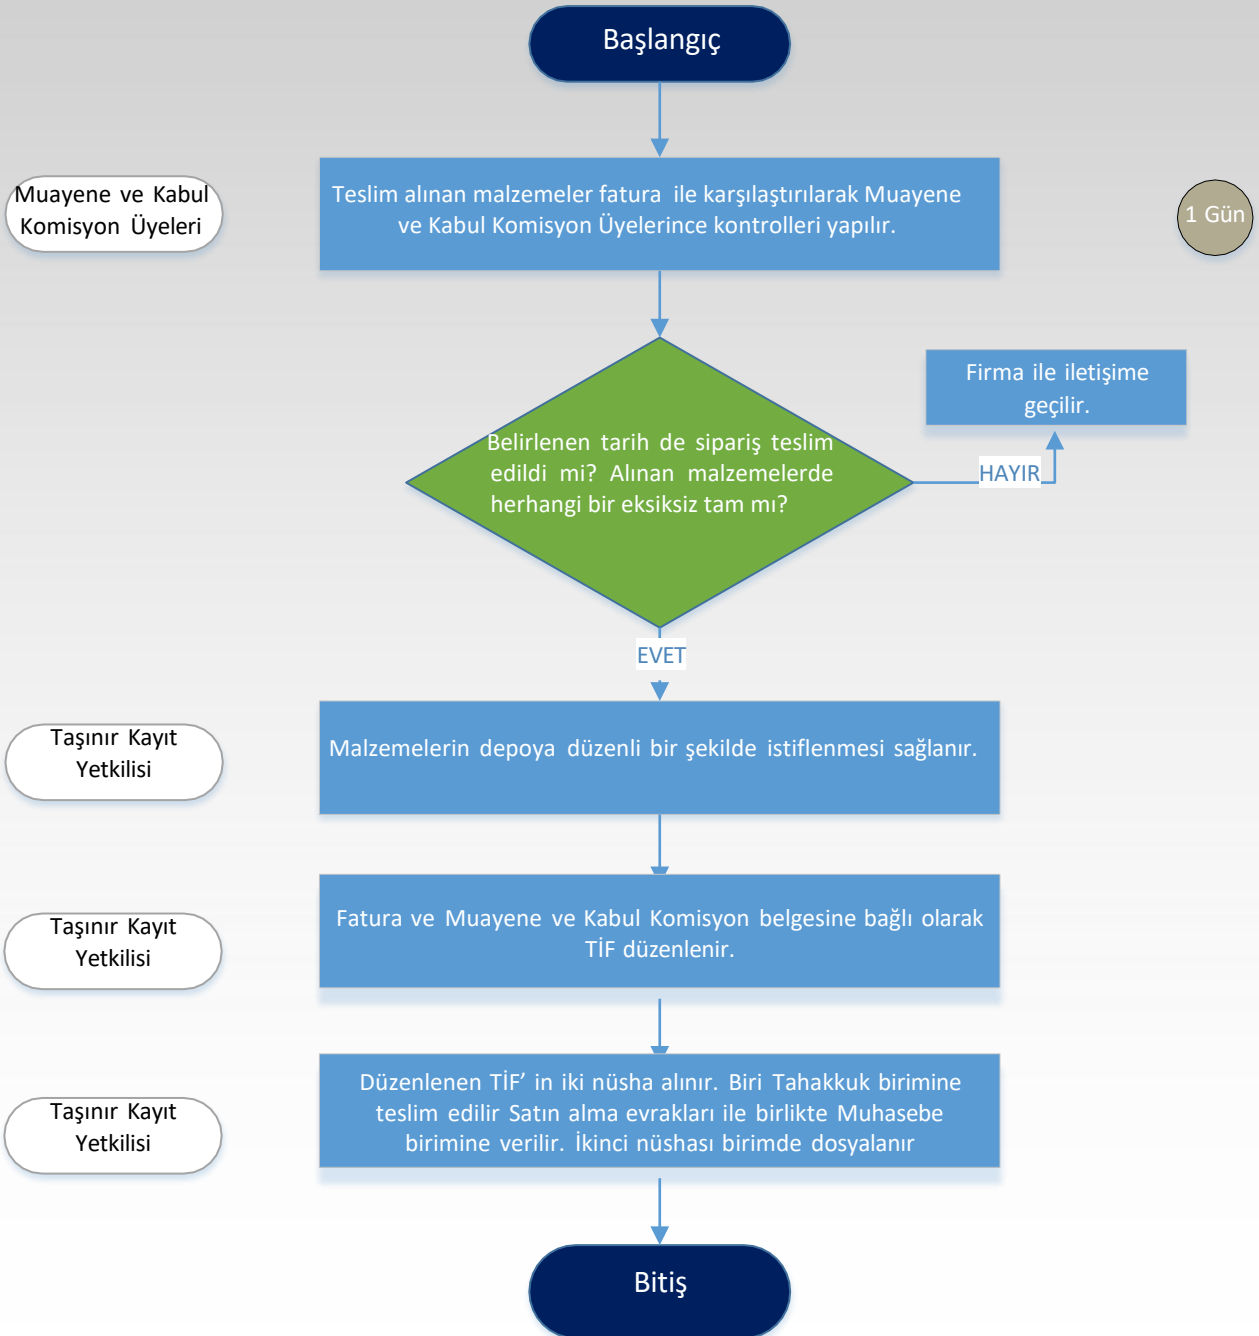 Başlangıç
Muayene ve Kabul
Komisyon Üyeleri
Teslim alınan malzemeler fatura ile karşılaştırılarak Muayene
ve Kabul Komisyon Üyelerince kontrolleri yapılır.
1 Gün
Firma ile iletişime
geçilir.
Belirlenen tarih de sipariş teslim
edildi mi? Alınan malzemelerde
herhangi bir eksiksiz tam mı?
HAYIR
EVET
Taşınır Kayıt
Yetkilisi
Malzemelerin depoya düzenli bir şekilde istiflenmesi sağlanır.
Taşınır Kayıt
Yetkilisi
Fatura ve Muayene ve Kabul Komisyon belgesine bağlı olarak
TİF düzenlenir.
Taşınır Kayıt
Yetkilisi
Düzenlenen TİF’ in iki nüsha alınır. Biri Tahakkuk birimine
teslim edilir Satın alma evrakları ile birlikte Muhasebe
birimine verilir. İkinci nüshası birimde dosyalanır
Bitiş